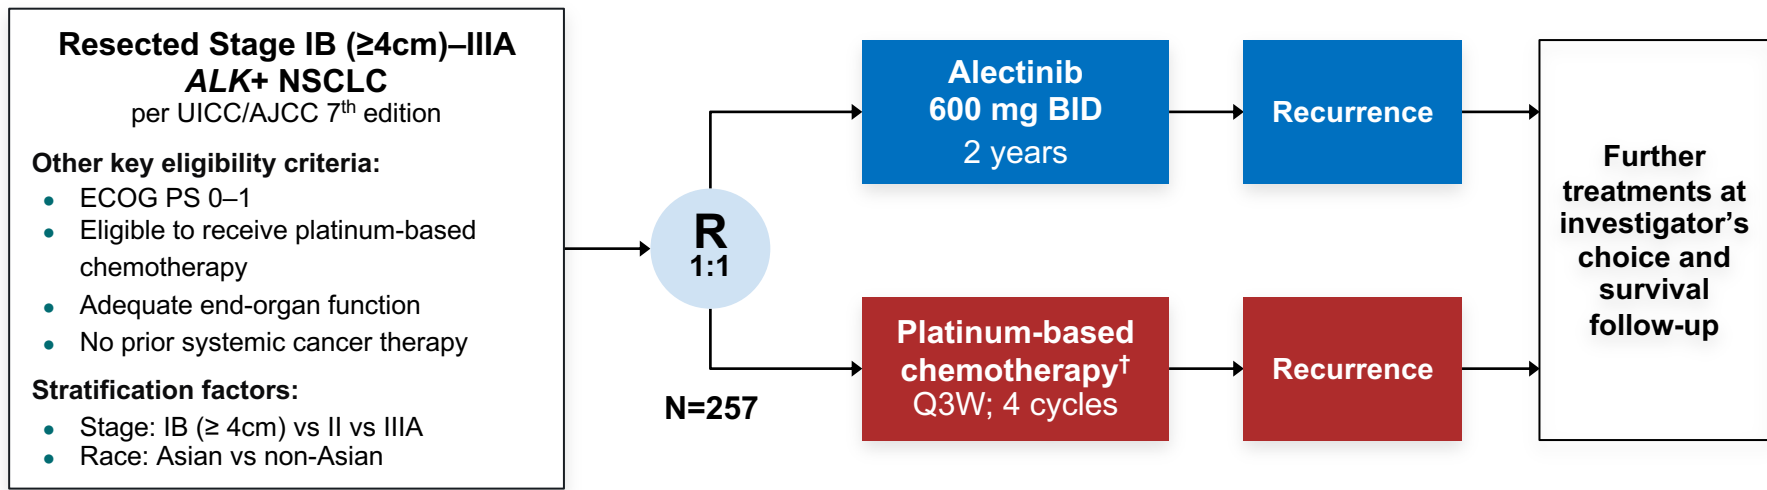 Resected Stage IB (≥4cm)–IIIA
ALK+ NSCLC
per UICC/AJCC 7th edition
Other key eligibility criteria:
• ECOG PS 0–1
• Eligible to receive platinum-based
chemotherapy
• Adequate end-organ function
• No prior systemic cancer therapy
Stratification factors:
• Stage: IB (≥ 4cm) vs II vs IIIA
• Race: Asian vs non-Asian
R
1:1
N=257
Alectinib
600 mg BID
2 years
Recurrence
Platinum-based
chemotherapy†
Q3W; 4 cycles
Recurrence
Further
treatments at
investigator’s
choice and
survival
follow-up